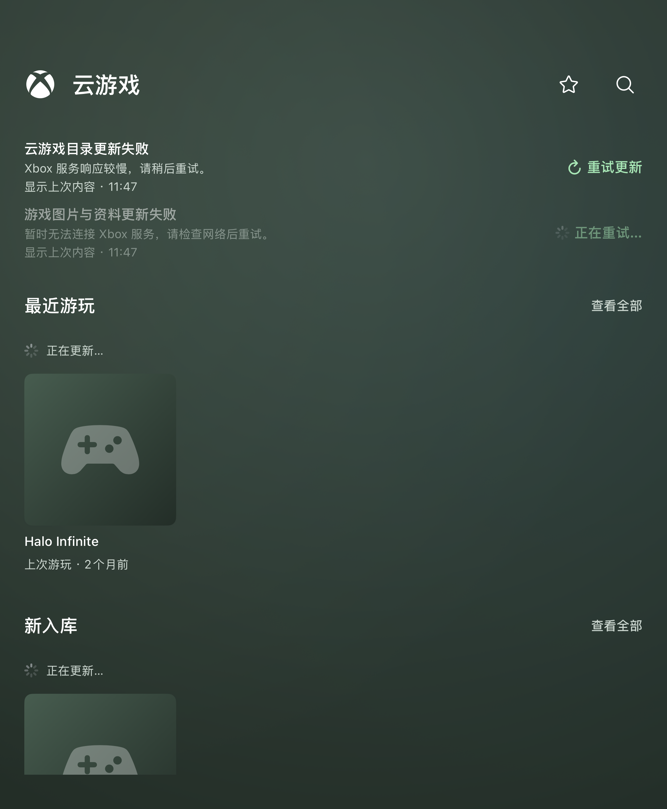 云游戏
云游戏目录更新失败
Xbox 服务响应较慢，请稍后重试。
显示上次内容 · 11:47
重试更新
游戏图片与资料更新失败
暂时无法连接 Xbox 服务，请检查网络后重试。
显示上次内容 · 11:47
正在重试...
最近游玩
查看全部
正在更新...
Halo Infinite
上次游玩 · 2个月前
新入库
查看全部
正在更新...